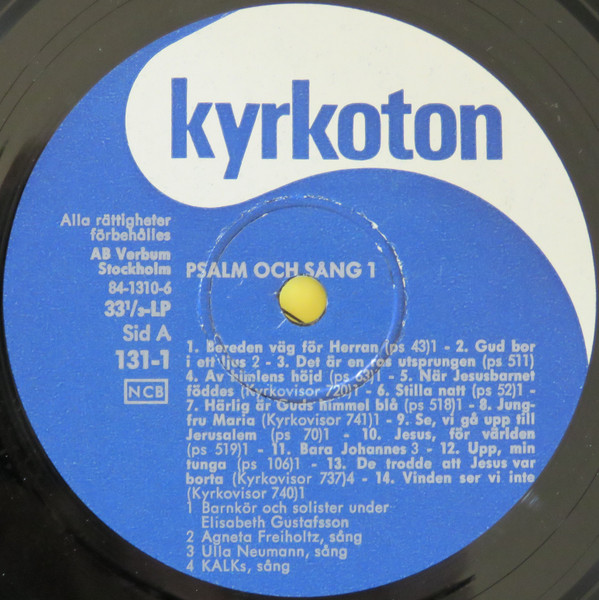 kyrkoton
Alla rättigheter
förbehålles
AB Verbum
Stockholm
84-1310-6
33⅓-LP
Sid A
131-1
NCB
PSALM OCH SÅNG 1
1. Bereden väg för Herran (ps 43)1 - 2. Gud bor
i ett ljus 2 - 3. Det är en ros utsprungen (ps 511)
4. Av himlens höjd (ps 63)1 - 5. När Jesusbarnet
föddes (Kyrkovisor 720)1 - 6. Stilla natt (ps 52)1 -
7. Härlig är Guds himmel blå (ps 518)1 - 8. Jung-
fru Maria (Kyrkovisor 741)1 - 9. Se, vi gå upp till
Jerusalem (ps 70)1 - 10. Jesus, för världen
(ps 519)1 - 11. Bara Johannes 3 - 12. Upp, min
tunga (ps 106)1 - 13. De trodde att Jesus var
borta (Kyrkovisor 737)4 - 14. Vinden ser vi inte
(Kyrkovisor 740)1
1 Barnkör och solister under
Elisabeth Gustafsson
2 Agneta Freiholtz, sång
3 Ulla Neumann, sång
4 KALKs, sång